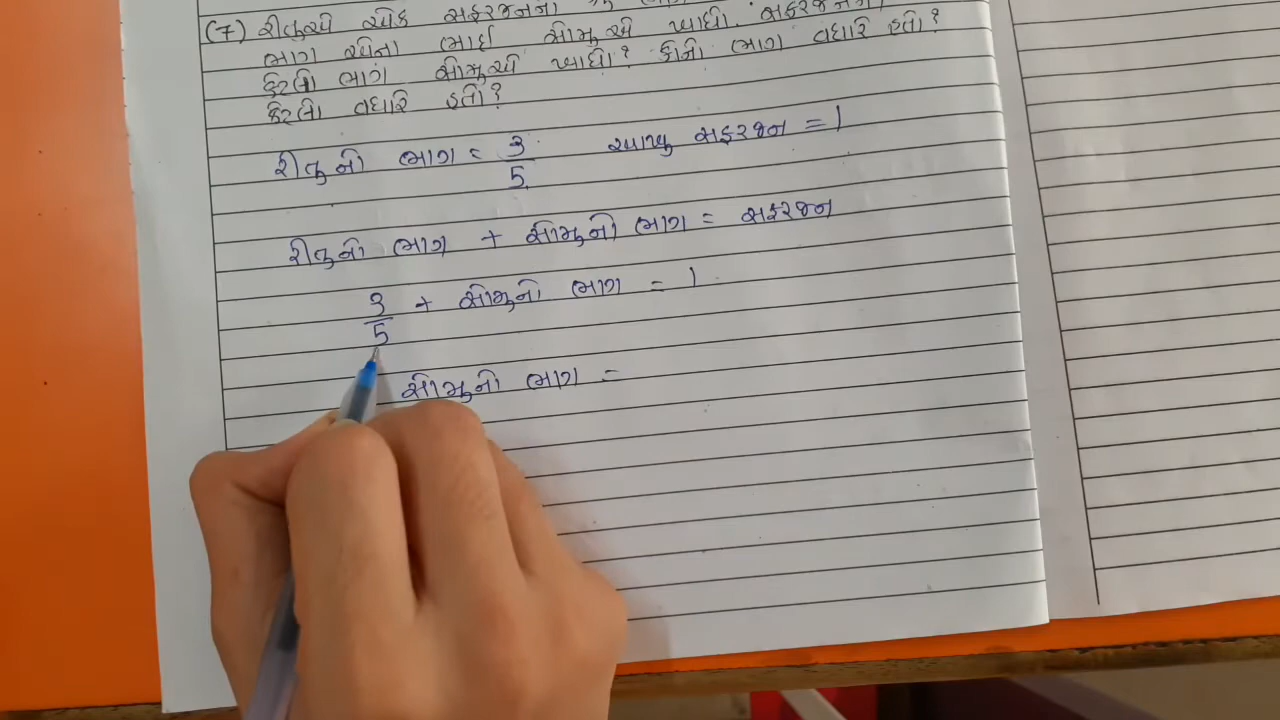 (7) રીતુએ એક સફરજનનો
ભાગ એના ભાઈ સોમુએ ખાધો. સફરજનનો
કેટલો ભાગ સોમુએ ખાધો? કોનો ભાગ વધારે હતો?
કેટલો વધારે હતો?
રીતુનો ભાગ = 3/5 આખુ સફરજન = 1
રીતુનો ભાગ + સોમુનો ભાગ = સફરજન
3/5 + સોમુનો ભાગ = 1
સોમુનો ભાગ =